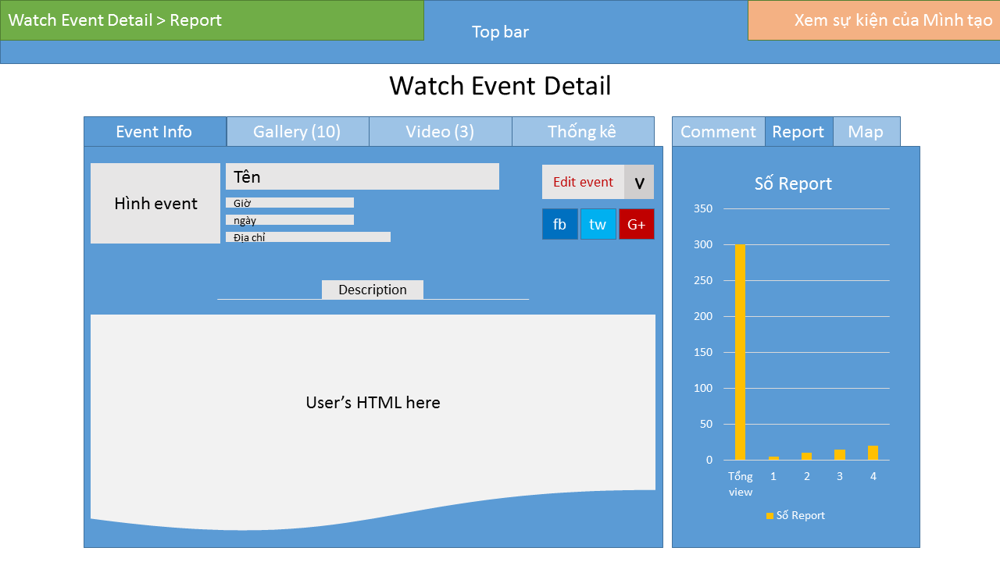 Watch Event Detail > Report
Top bar
Xem sự kiện của Mình tạo
Watch Event Detail
Event Info
Gallery (10)
Video (3)
Thống kê
Comment
Report
Map
Hình event
Tên
Giờ
ngày
Địa chỉ
Edit event
V
fb
tw
G+
Description
User’s HTML here
Số Report
350
300
250
200
150
100
50
0
Tổng
view
1
2
3
4
Số Report